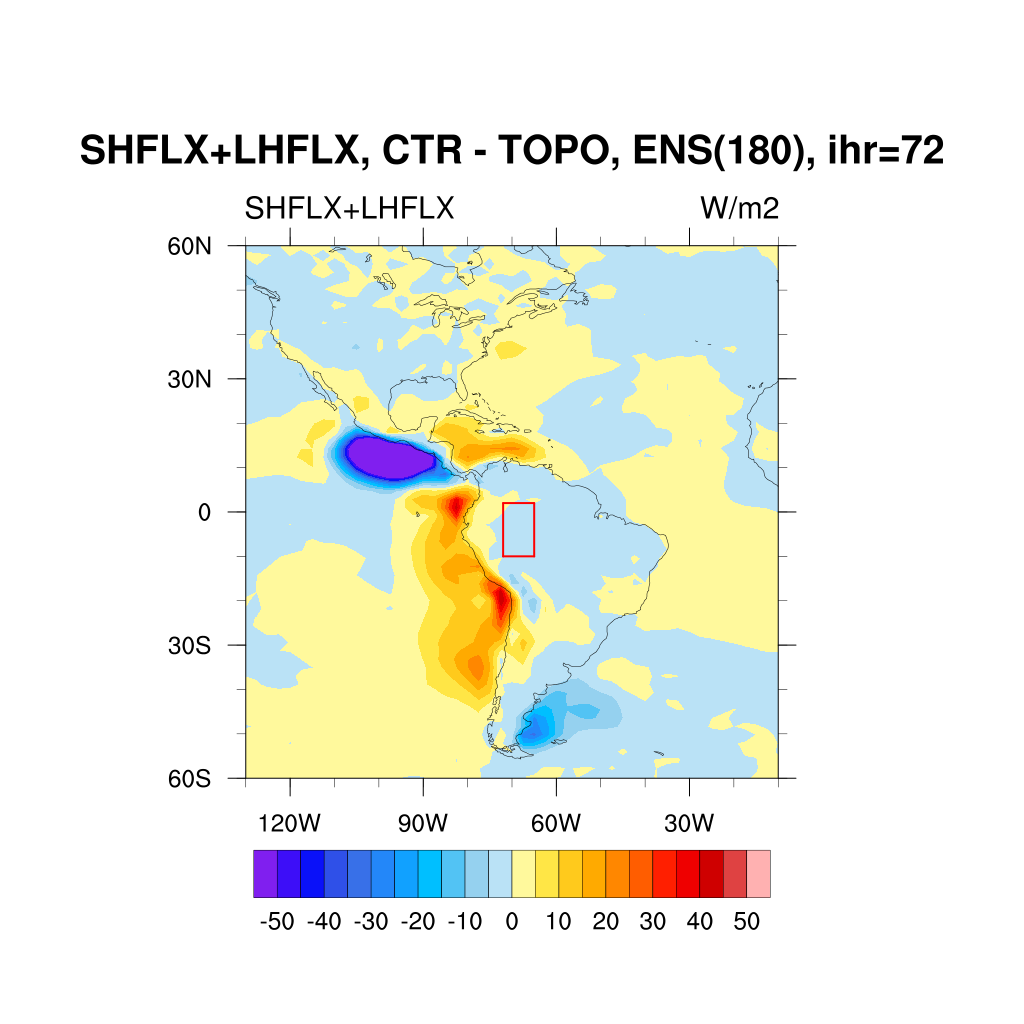 SHFLX+LHFLX, CTR - TOPO, ENS(180), ihr=72
SHFLX+LHFLX W/m2
60N
30N
0
30S
60S
120W 90W 60W 30W
-50 -40 -30 -20 -10 0 10 20 30 40 50